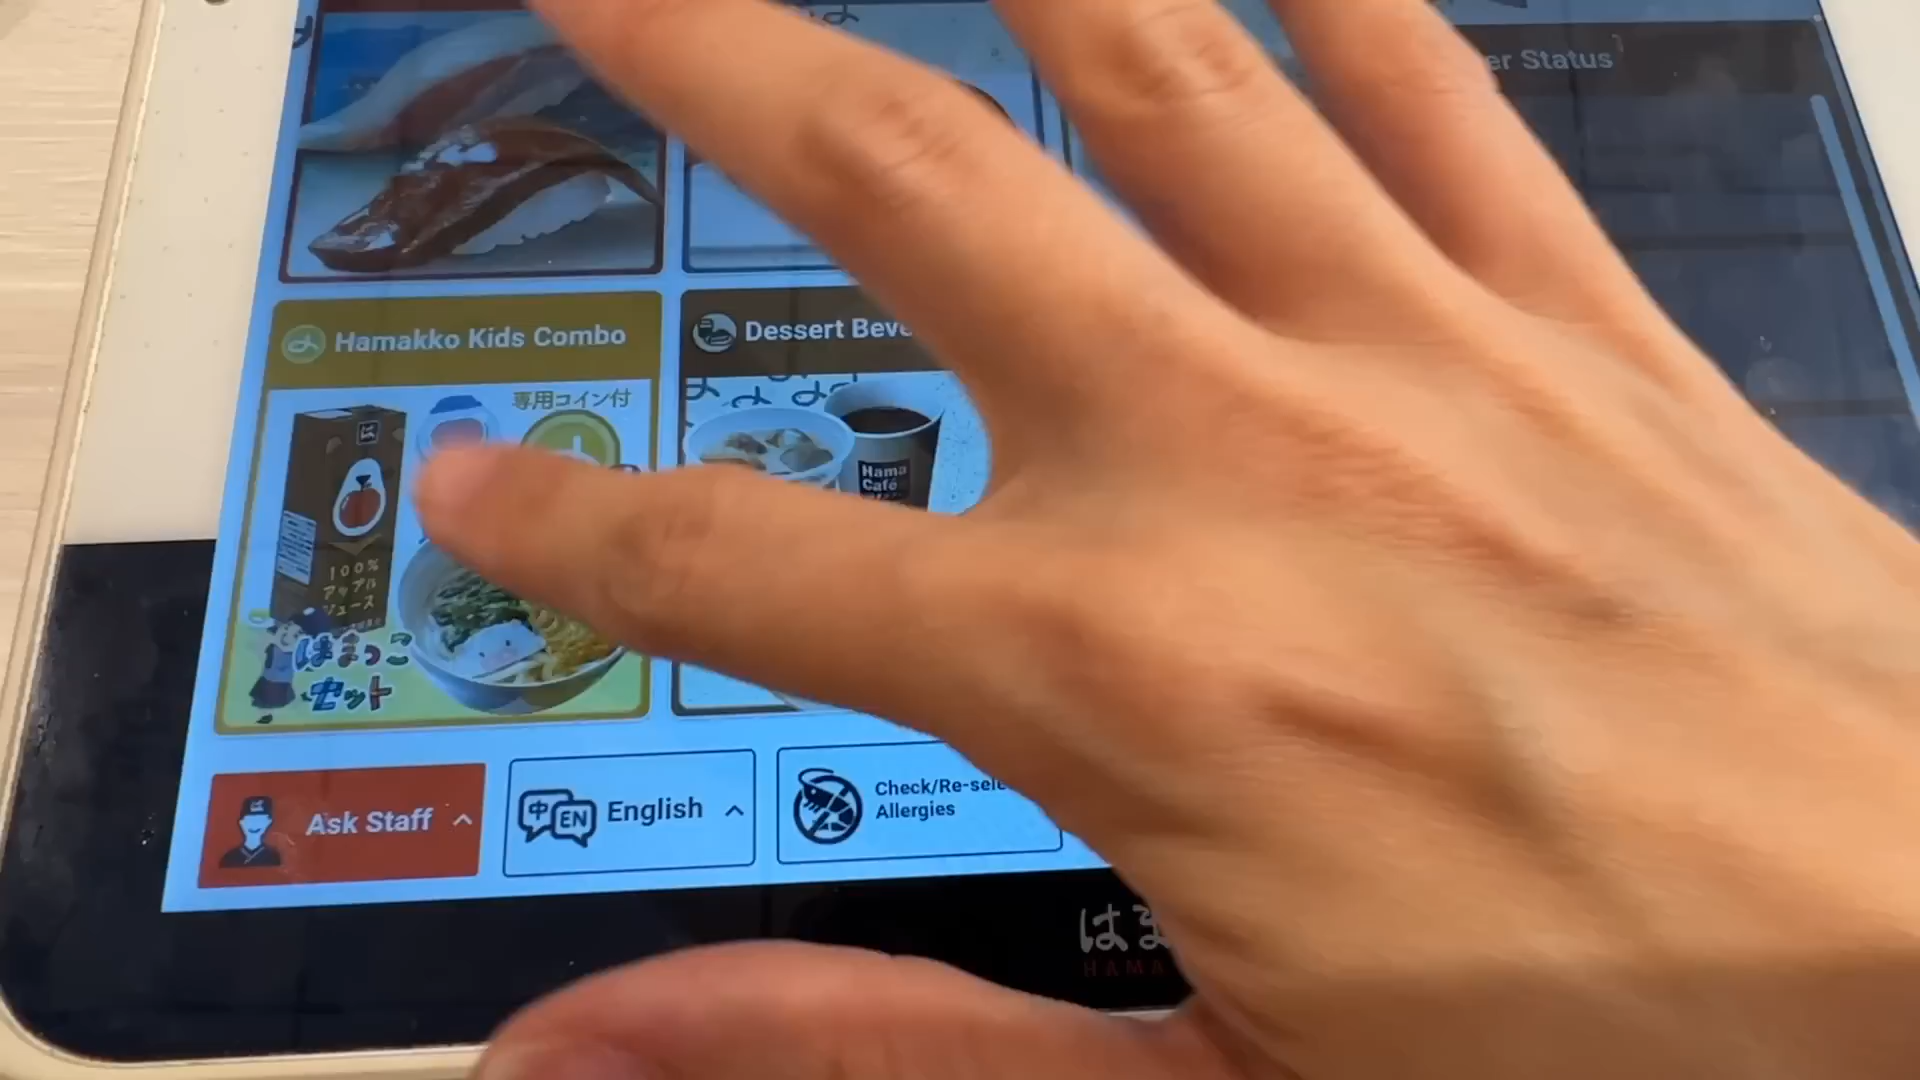 er Status
Hamakko Kids Combo
Dessert Beve
専用コイン付
は
Hama
Café
100%
アップル
ジュース
はまっこ
セット
Ask Staff
中
EN
English
Check/Re-sele
Allergies
はま
HAMA